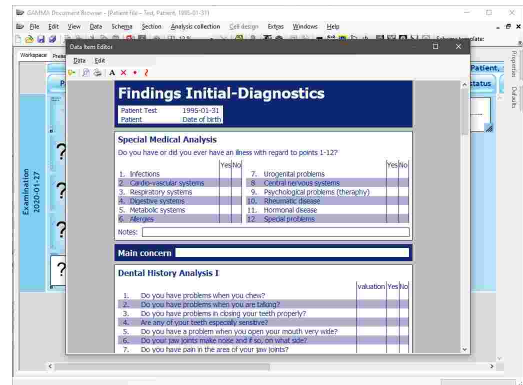 GAMMA Document Browser - [Patient file - Test, Patient, 1995-01-31]
File Edit View Data Schema Section Analysis collection Cell design Extras Windows Help
Workspace
Data Item Editor
Data Edit
Properties
Defaults
Patient,
status
Examination
2020-01-27
?
?
?
?
Findings Initial-Diagnostics
Patient Test 1995-01-31
Patient Date of birth
Special Medical Analysis
Do you have or did you ever have an illness with regard to points 1-12?
Yes No Yes No
1. Infections 7. Urogenital problems
2. Cardio-vascular systems 8 Central nervous systems
3. Respiratory systems 9. Psychological problems (theraphy)
4. Digestive systems 10. Rheumatic disease
5. Metabolic systems 11. Hormonal disease
6. Allergies 12 Special problems
Notes:
Main concern
Dental History Analysis I
valuation Yes No
1. Do you have problems when you chew?
2. Do you have problems when you are talking?
3. Do you have problems in closing your teeth properly?
4. Are any of your teeth especially sensitive?
5. Do you have a problem when you open your mouth very wide?
6. Do your jaw joints make noise and if so, on what side?
7. Do you have pain in the area of your jaw joints?